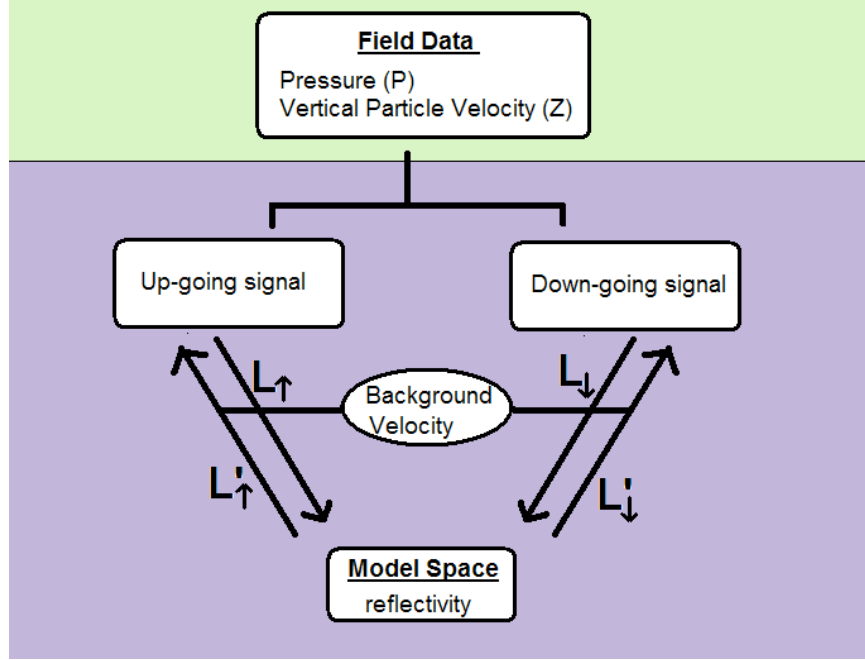 Field Data
Pressure (P)
Vertical Particle Velocity (Z)
Up-going signal
Down-going signal
L↑
L↓
Background
Velocity
L'↑
L'↓
Model Space
reflectivity